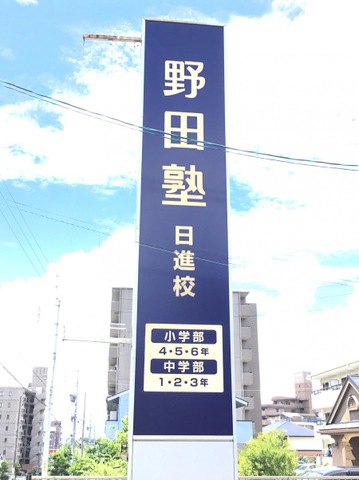 野田塾
日進校
小学部
4・5・6年
中学部
1・2・3年